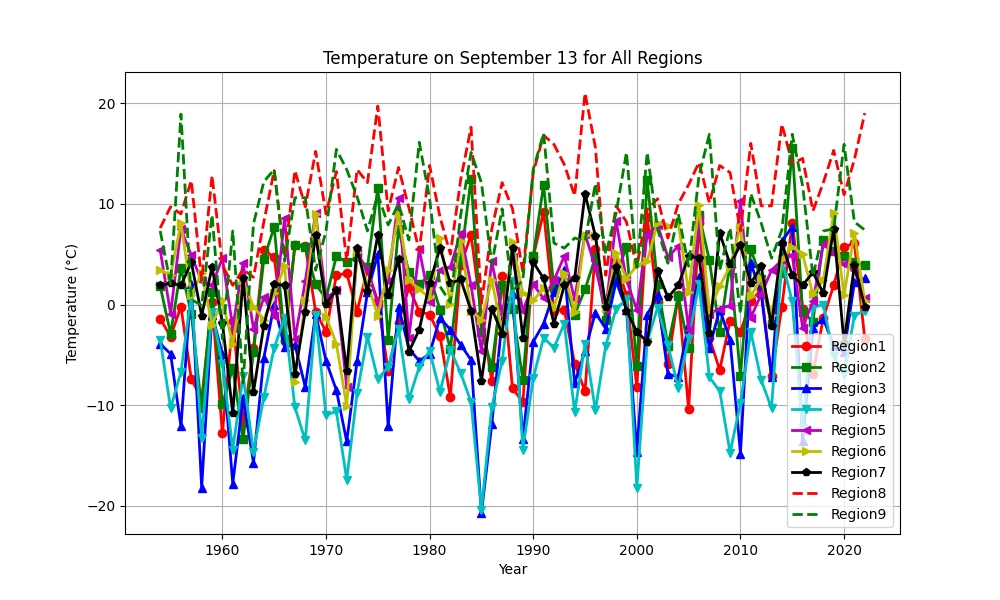 Temperature on September 13 for All Regions
Temperature (°C)
20
10
0
−10
−20
1960
1970
1980
1990
2000
2010
2020
Year
Region1
Region2
Region3
Region4
Region5
Region6
Region7
Region8
Region9